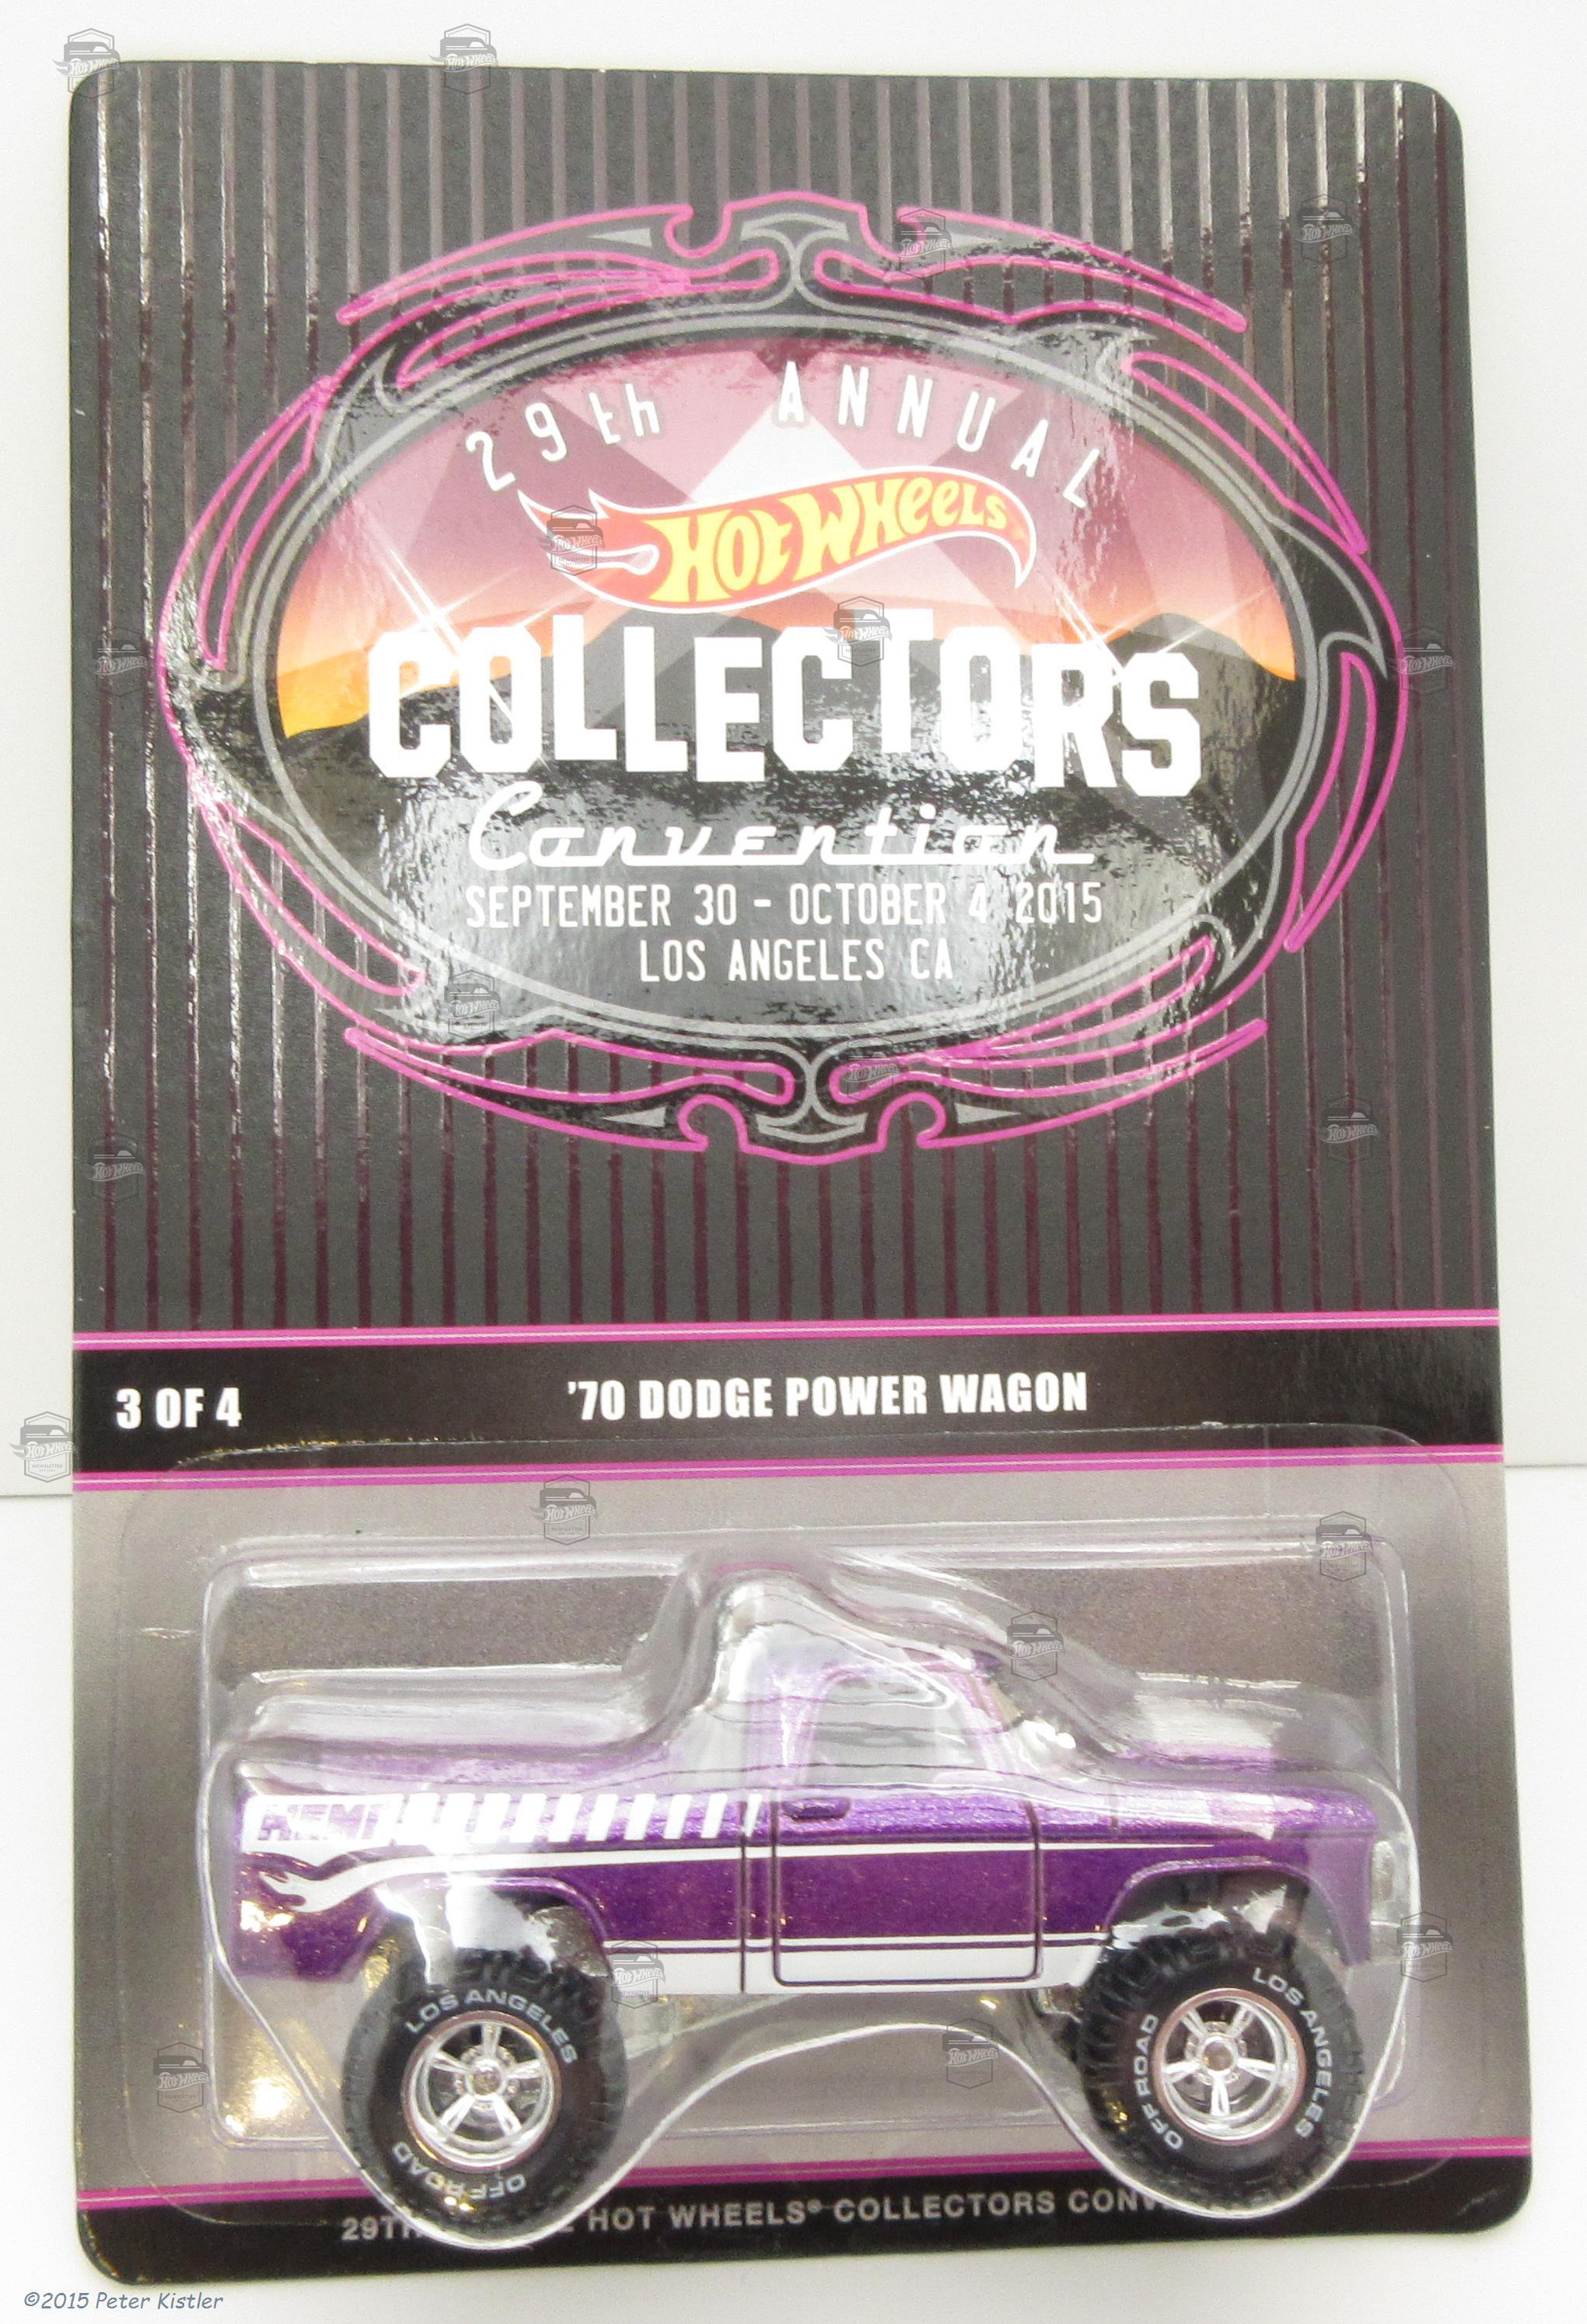 29th ANNUAL
HOT WHEELS
COLLECTORS
Convention
SEPTEMBER 30 - OCTOBER 4 2015
LOS ANGELES CA
3 OF 4
'70 DODGE POWER WAGON
LOS ANGELES
OFF ROAD
LOS ANGELES
OFF ROAD
HOT WHEELS® COLLECTORS
©2015 Peter Kistler